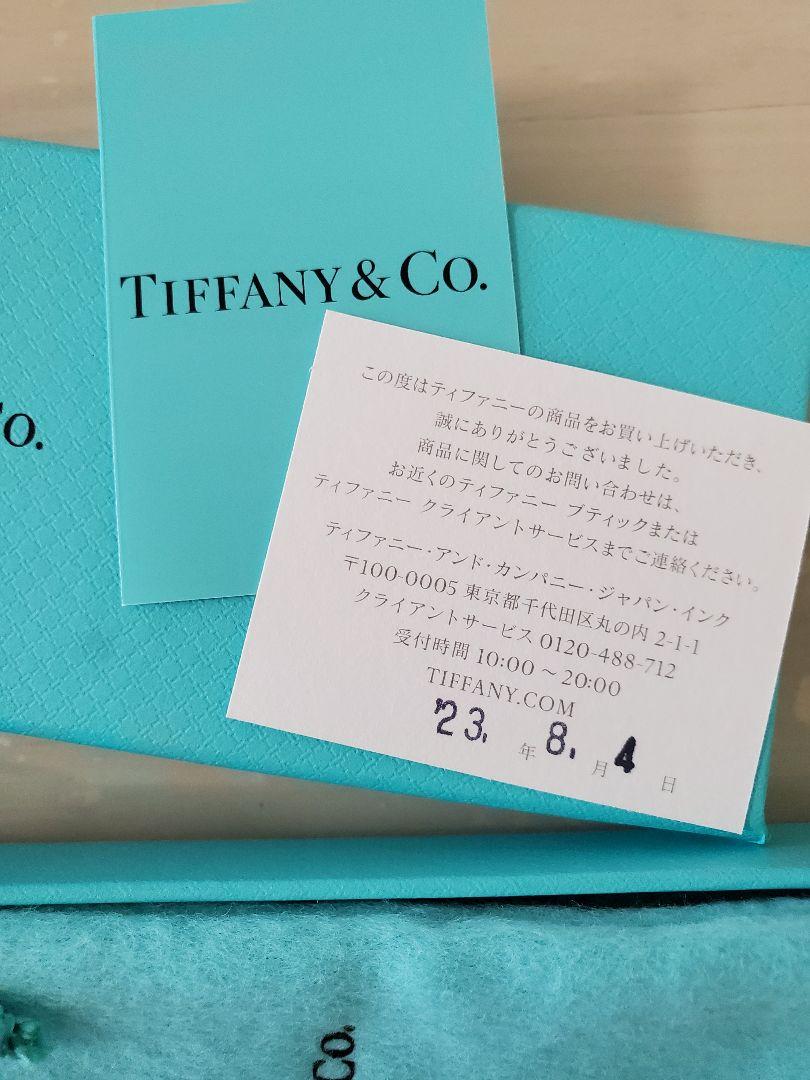 TIFFANY & CO.
Co.
この度はティファニーの商品をお買い上げいただき、
誠にありがとうございました。
商品に関してのお問い合わせは、
お近くのティファニー ブティックまたは
ティファニー クライアントサービスまでご連絡ください。
ティファニー・アンド・カンパニー・ジャパン・インク
〒100-0005 東京都千代田区丸の内 2-1-1
クライアントサービス 0120-488-712
受付時間 10:00～20:00
TIFFANY.COM
'23. 年 8. 月 4 日
Co.